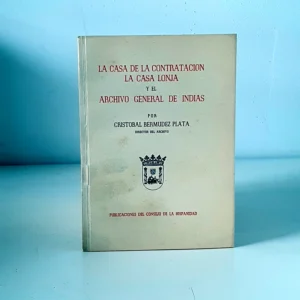 LA CASA DE LA CONTRATACION
LA CASA LONJA
Y EL
ARCHIVO GENERAL DE INDIAS
POR
CRISTOBAL BERMUDEZ PLATA
DIRECTOR DEL ARCHIVO
PUBLICACIONES DEL CONSEJO DE LA HISPANIDAD